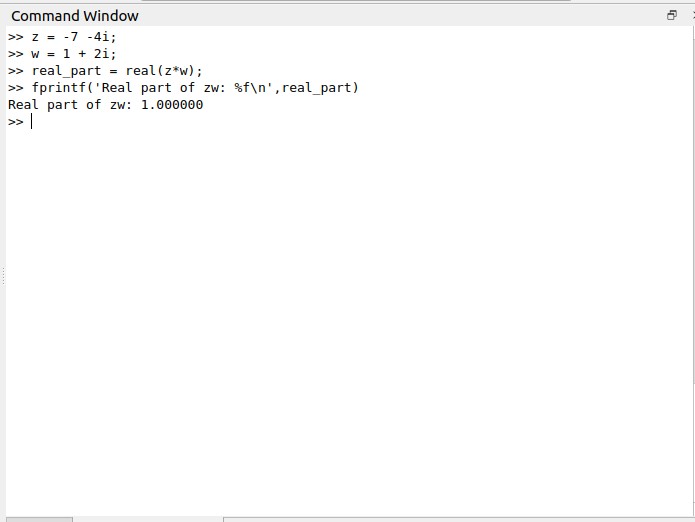 Command Window
>> z = -7 -4i;
>> w = 1 + 2i;
>> real_part = real(z*w);
>> fprintf('Real part of zw: %f\n',real_part)
Real part of zw: 1.000000
>>